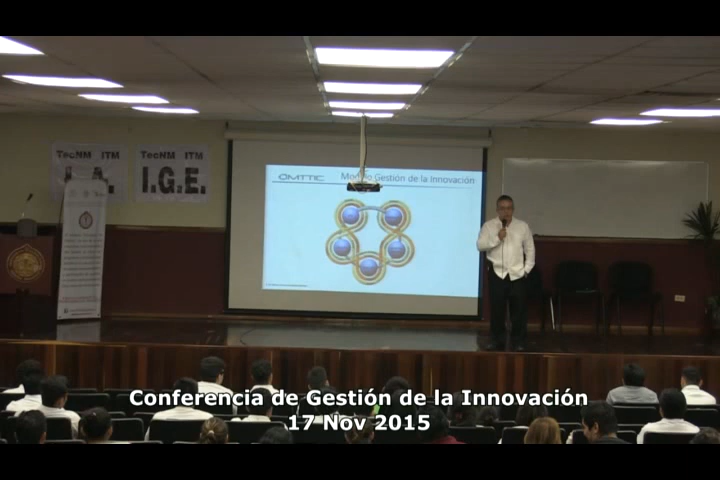 TecNM ITM
TecNM ITM
I.A.
I.G.E.
OMTTIC
Gestión de la Innovación
Conferencia de Gestión de la Innovación
17 Nov 2015